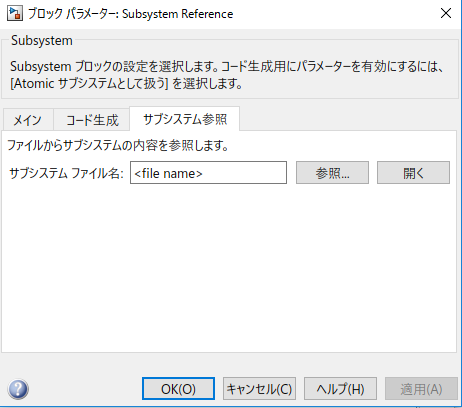 ブロック パラメーター: Subsystem Reference
Subsystem
Subsystem ブロックの設定を選択します。コード生成用にパラメーターを有効にするには、
[Atomic サブシステムとして扱う] を選択します。
メイン コード生成 サブシステム参照
ファイルからサブシステムの内容を参照します。
サブシステム ファイル名: <file name> 参照... 開く
? OK(O) キャンセル(C) ヘルプ(H) 適用(A)